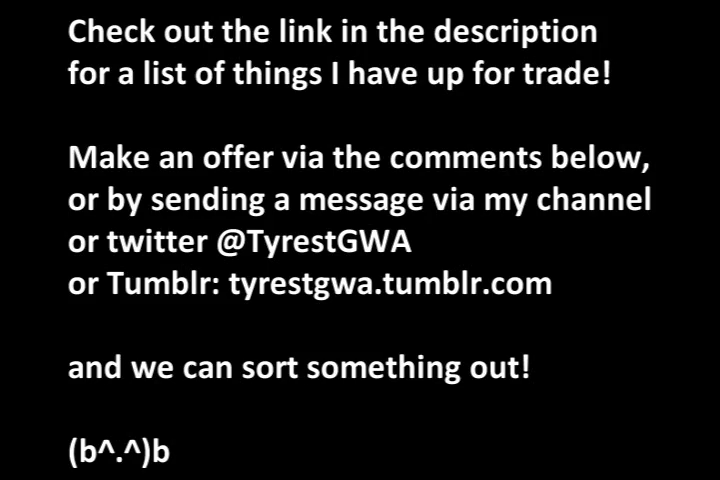 Check out the link in the description
for a list of things I have up for trade!
Make an offer via the comments below,
or by sending a message via my channel
or twitter @TyrestGWA
or Tumblr: tyrestgwa.tumblr.com
and we can sort something out!
(b^.^)b